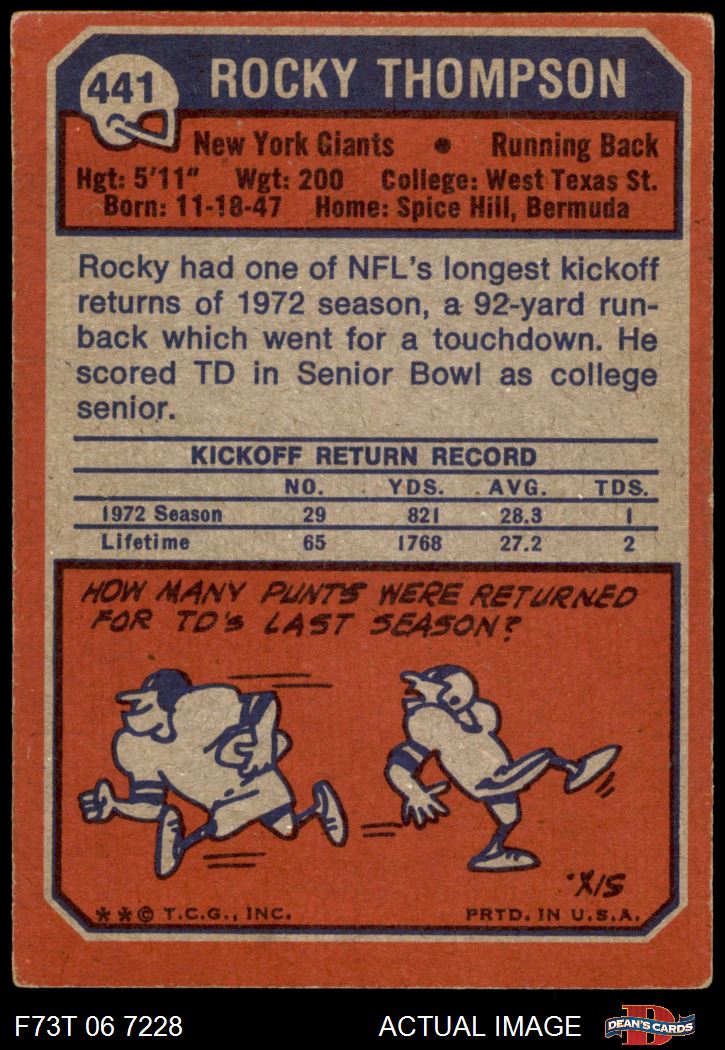 441
ROCKY THOMPSON
New York Giants • Running Back
Hgt: 5'11" Wgt: 200 College: West Texas St.
Born: 11-18-47 Home: Spice Hill, Bermuda
Rocky had one of NFL's longest kickoff
returns of 1972 season, a 92-yard run-
back which went for a touchdown. He
scored TD in Senior Bowl as college
senior.
KICKOFF RETURN RECORD
NO. YDS. AVG. TDS.
1972 Season 29 821 28.3 1
Lifetime 65 1768 27.2 2
HOW MANY PUNTS WERE RETURNED
FOR TD'S LAST SEASON?
* * © T.C.G., INC. PRTD. IN U.S.A.
F73T 06 7228 ACTUAL IMAGE
D
DEAN'S CARDS